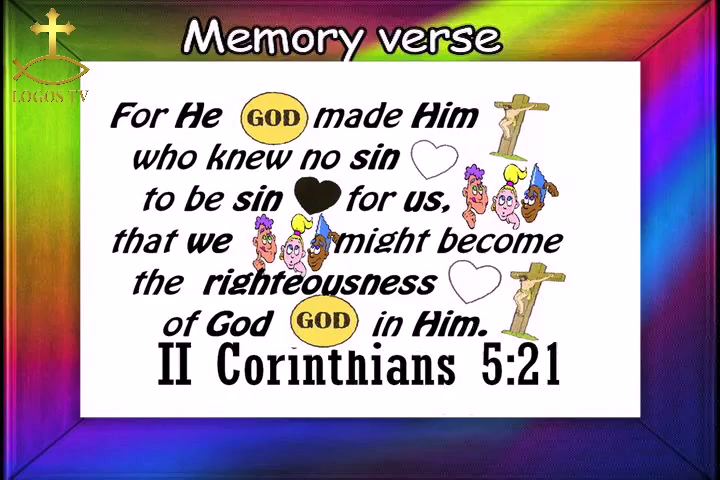 Memory verse
LOGOS TV
For He GOD made Him
who knew no sin
to be sin for us,
that we might become
the righteousness
of God GOD in Him.
II Corinthians 5:21